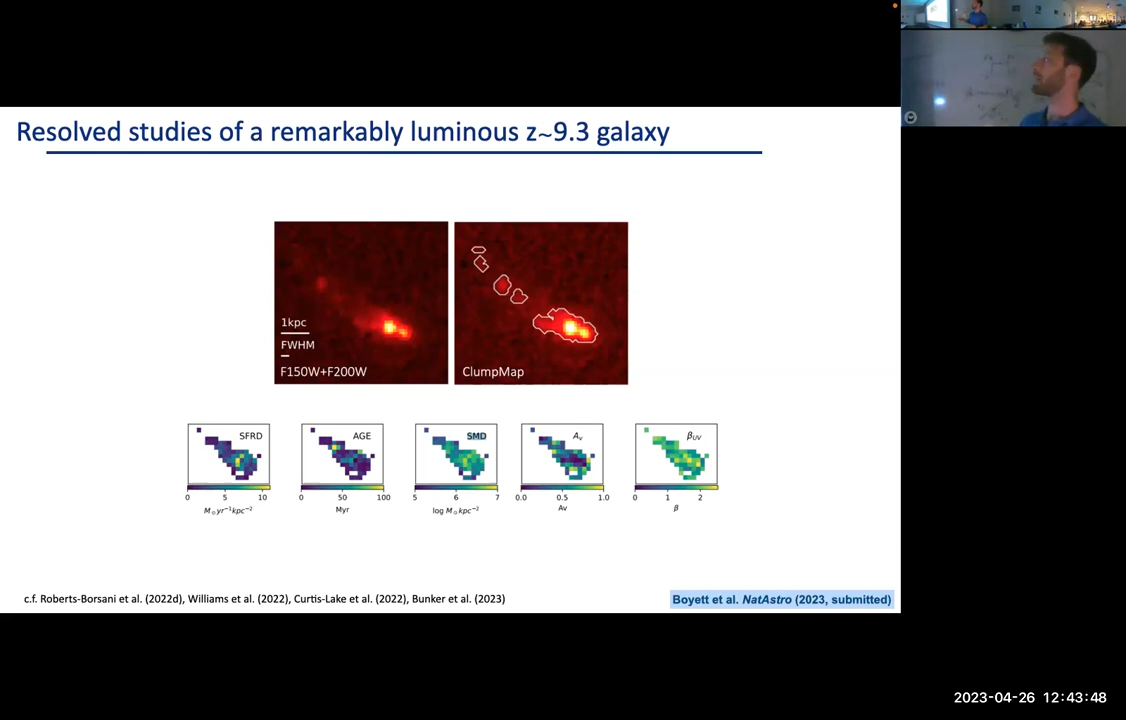 Resolved studies of a remarkably luminous z~9.3 galaxy
1kpc
FWHM
F150W+F200W
ClumpMap
SFRD
AGE
SMD
Aᵥ
β_UV
0 5 10
0 50 100
5 6 7
0.0 0.5 1.0
0 1 2
M⊙yr⁻¹kpc⁻²
Myr
log M⊙kpc⁻²
Av
β
c.f. Roberts-Borsani et al. (2022d), Williams et al. (2022), Curtis-Lake et al. (2022), Bunker et al. (2023)
Boyett et al. NatAstro (2023, submitted)
2023-04-26 12:43:48